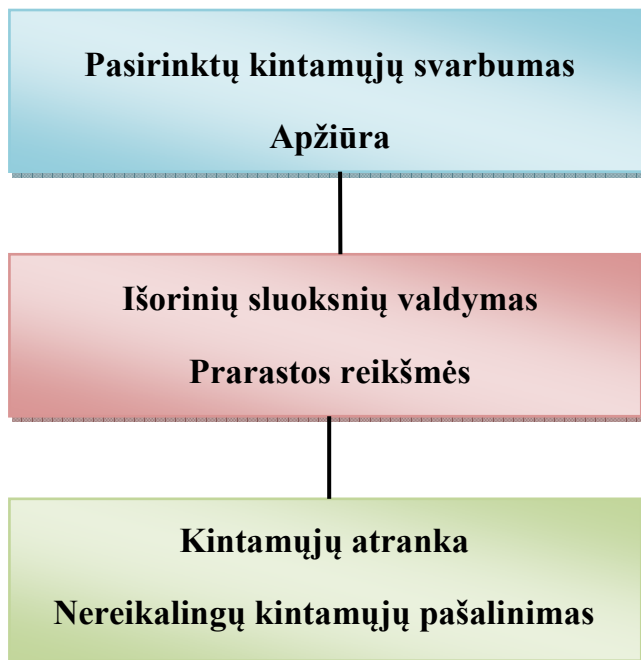 Pasirinktų kintamųjų svarbumas
Apžiūra
Išorinių sluoksnių valdymas
Prarastos reikšmės
Kintamųjų atranka
Nereikalingų kintamųjų pašalinimas